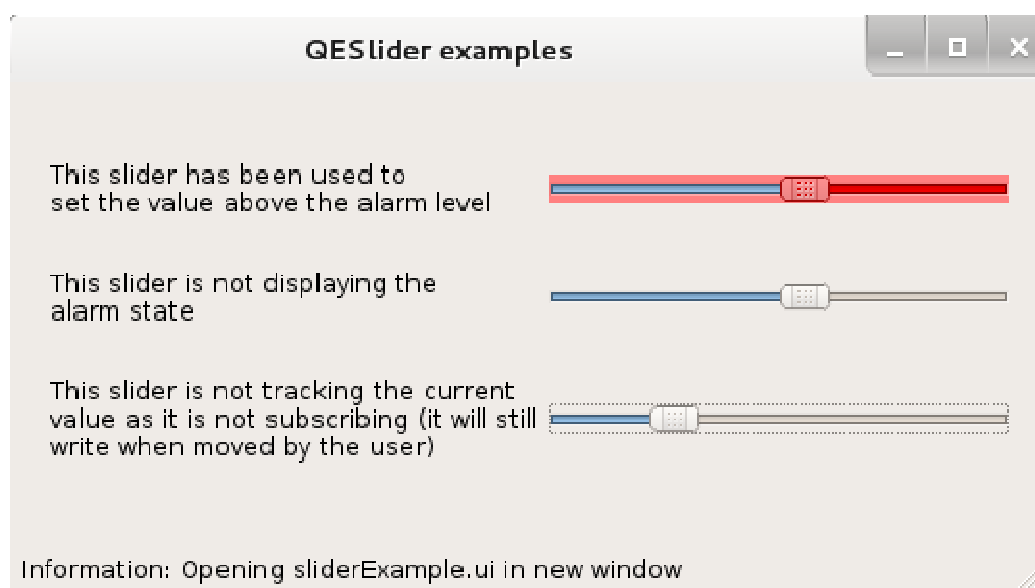 QESlider examples
This slider has been used to
set the value above the alarm level
This slider is not displaying the
alarm state
This slider is not tracking the current
value as it is not subscribing (it will still
write when moved by the user)
Information: Opening sliderExample.ui in new window